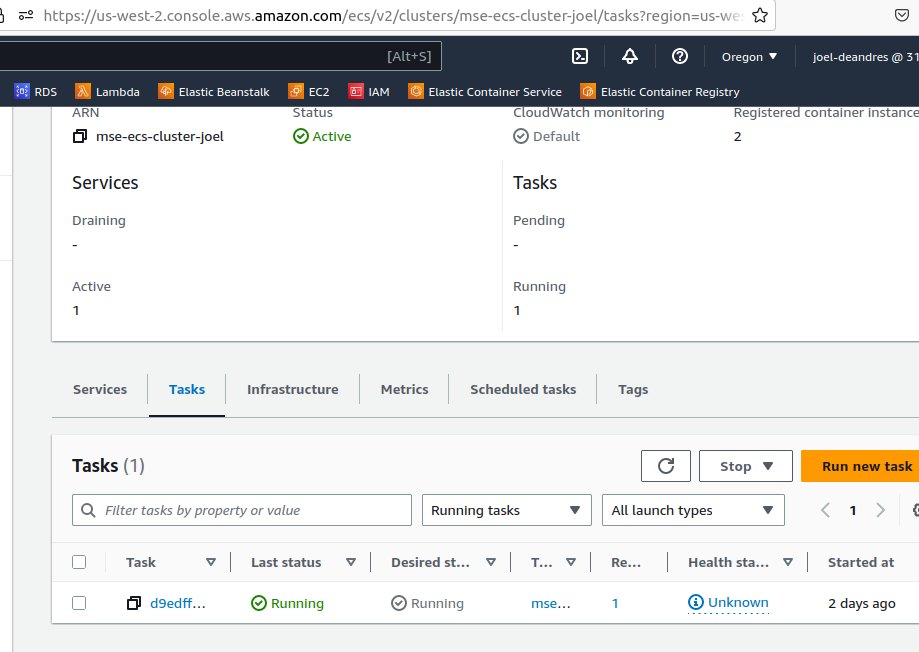 https://us-west-2.console.aws.amazon.com/ecs/v2/clusters/mse-ecs-cluster-joel/tasks?region=us-wes
[Alt+S] Oregon joel-deandres @ 31
RDS Lambda Elastic Beanstalk EC2 IAM Elastic Container Service Elastic Container Registry
ARN Status CloudWatch monitoring Registered container instance
mse-ecs-cluster-joel Active Default 2
Services Tasks
Draining Pending
- -
Active Running
1 1
Services Tasks Infrastructure Metrics Scheduled tasks Tags
Tasks (1) Stop Run new task
Filter tasks by property or value Running tasks All launch types 1
Task Last status Desired st... T... Re... Health sta... Started at
d9edff... Running Running mse... 1 Unknown 2 days ago